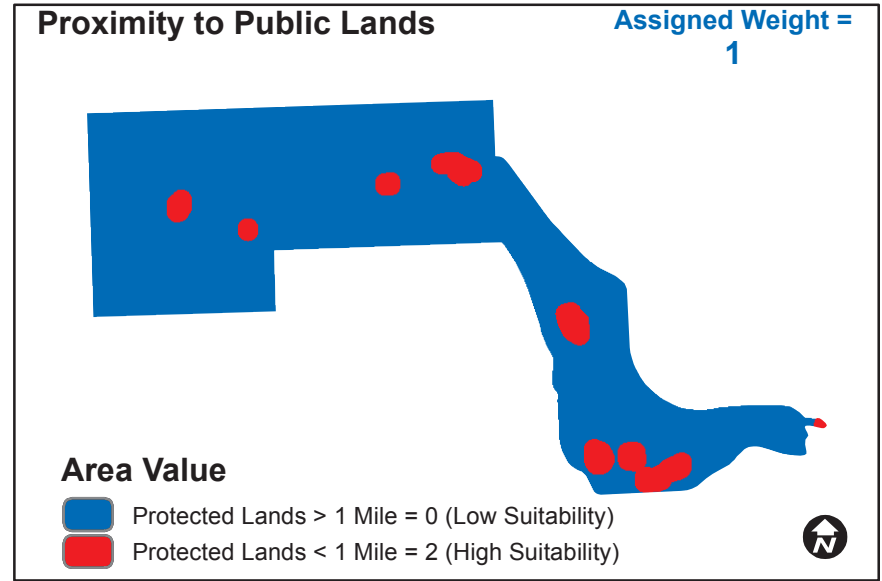 Proximity to Public Lands
Assigned Weight =
1
Area Value
Protected Lands > 1 Mile = 0 (Low Suitability)
Protected Lands < 1 Mile = 2 (High Suitability)
N